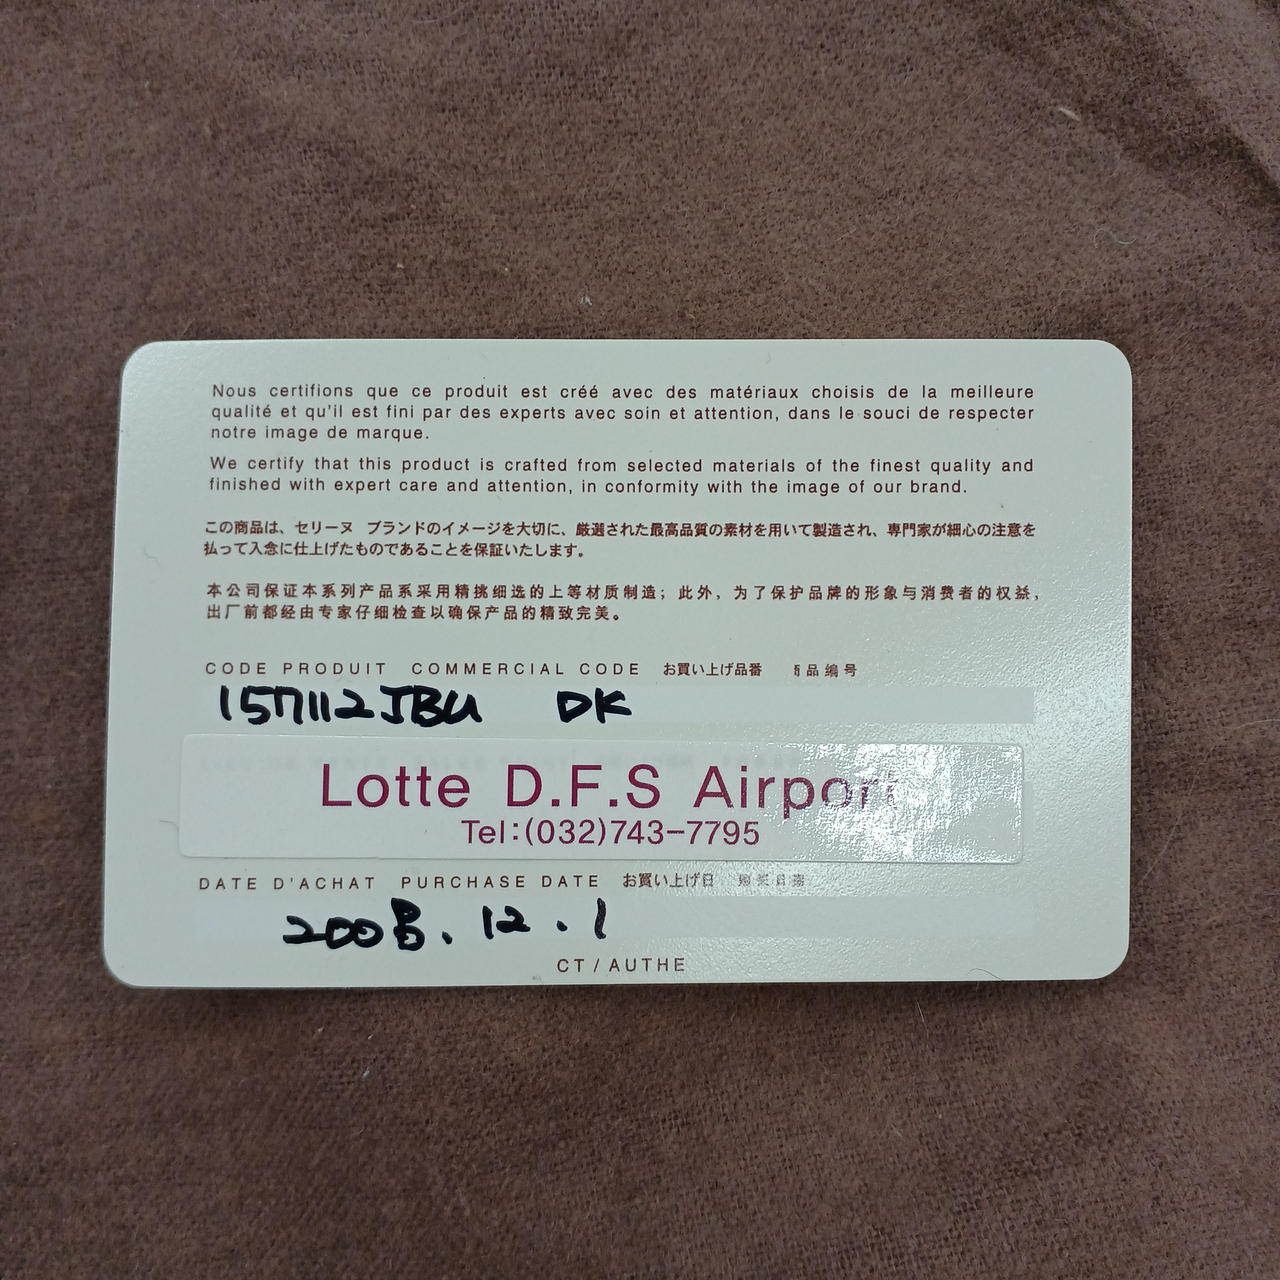 Nous certifions que ce produit est créé avec des matériaux choisis de la meilleure
qualité et qu'il est fini par des experts avec soin et attention, dans le souci de respecter
notre image de marque.
We certify that this product is crafted from selected materials of the finest quality and
finished with expert care and attention, in conformity with the image of our brand.
この商品は、セリーヌ ブランドのイメージを大切に、厳選された最高品質の素材を用いて製造され、専門家が細心の注意を
払って入念に仕上げたものであることを保証いたします。
本公司保证本系列产品系采用精挑细选的上等材质制造；此外，为了保护品牌的形象与消费者的权益，
出厂前都经由专家仔细检查以确保产品的精致完美。
CODE PRODUIT COMMERCIAL CODE お買い上げ品番 商品编号
157112JBU DK
Lotte D.F.S Airport
Tel:(032)743-7795
DATE D'ACHAT PURCHASE DATE お買い上げ日
2008. 12. 1
CT / AUTHE